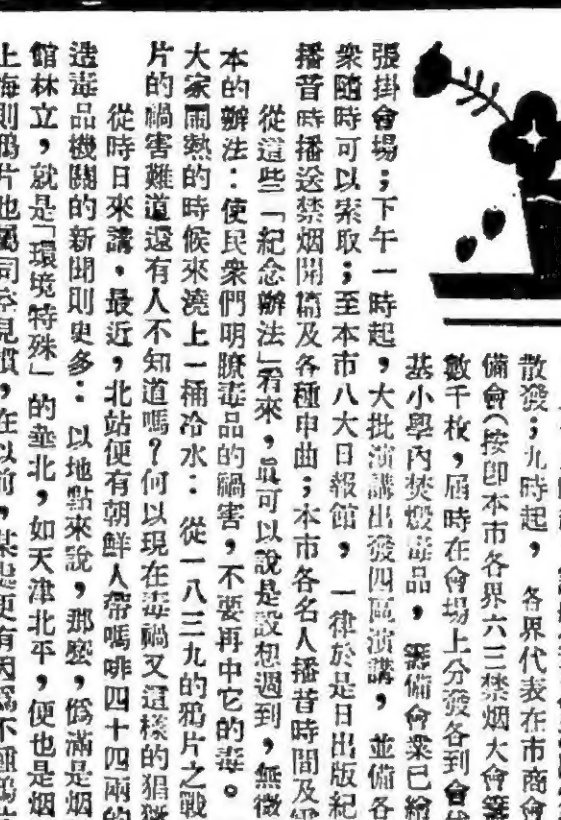 散發；九時起，各界代表在市商會
備會（按卽本市各界六三禁烟大會籌
數千枚，屆時在會場上分發各到會代
基小學內焚燬毒品，籌備會業已繪
張掛會場；下午一時起，大批演講出發四區演講，並備各
衆隨時可以索取；至本市八大日報館，一律於是日出版紀
播音時播送禁烟開篇及各種申曲；本市各名人播音時間及
從這些「紀念辦法」看來，眞可以說是設想週到，無微
本的辦法：使民衆們明瞭毒品的禍害，不要再中它的毒。
大家鬧熱的時候來澆上一桶冷水：從一八三九的鴉片之戰
片的禍害難道還有人不知道嗎？何以現在毒禍又這樣的猖獗
從時日來講，最近，北站便有朝鮮人帶嗎啡四十四兩的
造毒品機關的新聞則更多：以地點來說，那麽，僞滿是烟
館林立，就是「環境特殊」的華北，如天津北平，便也是烟
上海則鴉片也屬司空見慣，在以前，某處更有因爲不種鴉片